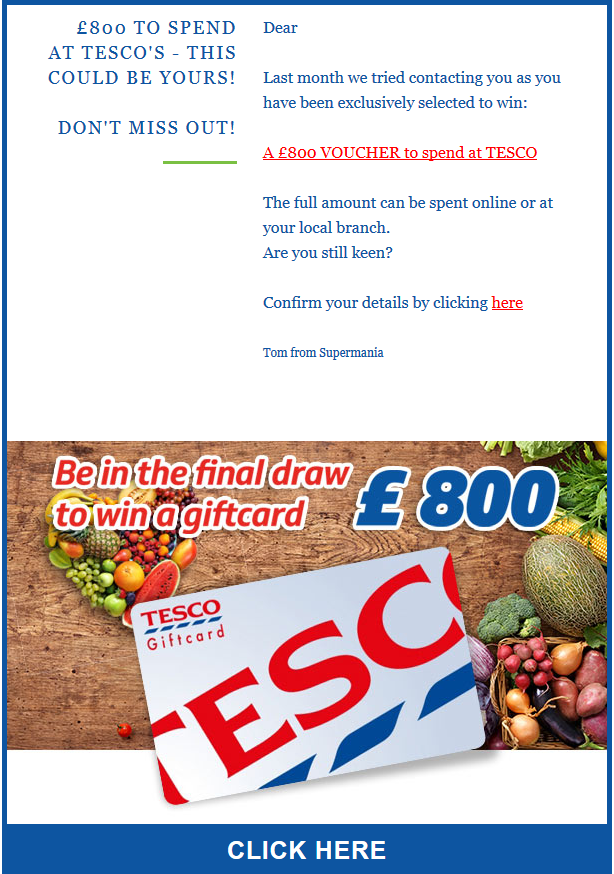 £800 TO SPEND
AT TESCO'S - THIS
COULD BE YOURS!
DON'T MISS OUT!
Dear
Last month we tried contacting you as you
have been exclusively selected to win:
A £800 VOUCHER to spend at TESCO
The full amount can be spent online or at
your local branch.
Are you still keen?
Confirm your details by clicking here
Tom from Supermania
Be in the final draw
to win a giftcard
£ 800
TESCO
Giftcard
TESCO
CLICK HERE